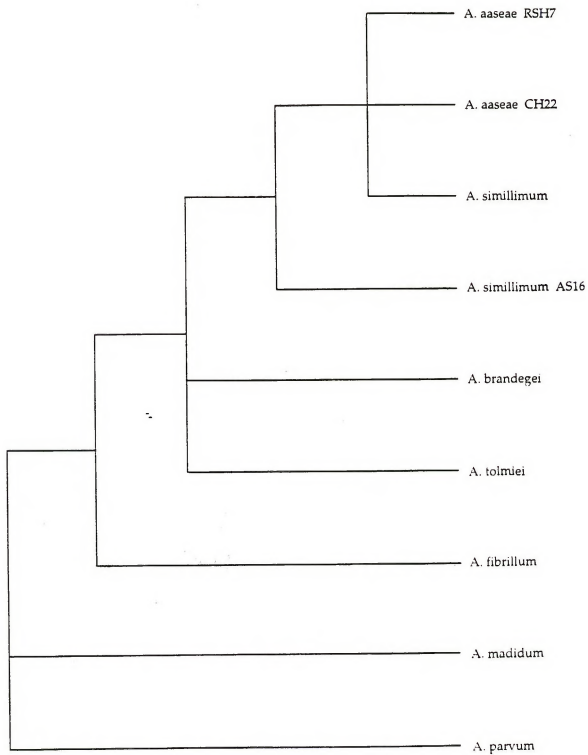 A. aaseae RSH7
A. aaseae CH22
A. simillimum
A. simillimum AS16
A. brandegei
A. tolmiei
A. fibrillum
A. madidum
A. parvum